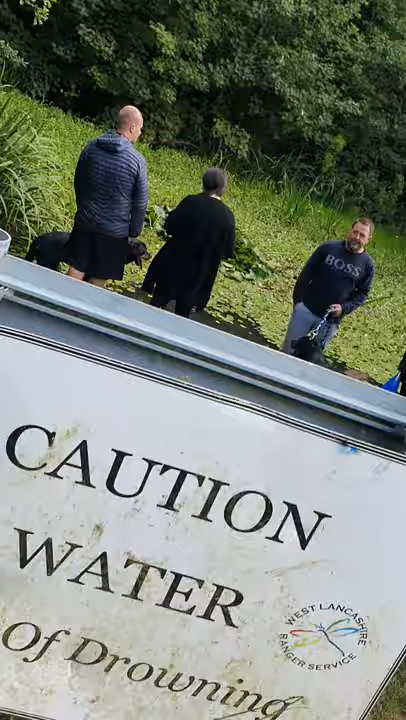 BOSS
CAUTION
WATER
WEST LANCASHIRE
RANGER SERVICE
Of Drowning